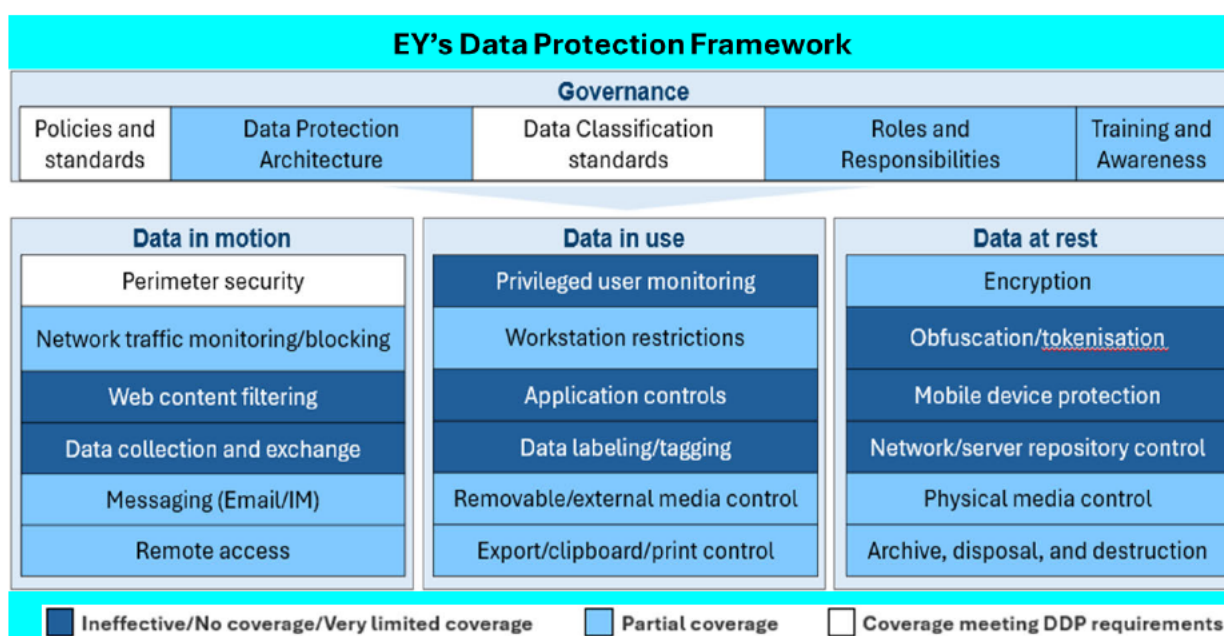 EY's Data Protection Framework
Governance
Policies and
standards
Data Protection
Architecture
Data Classification
standards
Roles and
Responsibilities
Training and
Awareness
Data in motion
Perimeter security
Network traffic monitoring/blocking
Web content filtering
Data collection and exchange
Messaging (Email/IM)
Remote access
Data in use
Privileged user monitoring
Workstation restrictions
Application controls
Data labeling/tagging
Removable/external media control
Export/clipboard/print control
Data at rest
Encryption
Obfuscation/tokenisation
Mobile device protection
Network/server repository control
Physical media control
Archive, disposal, and destruction
Ineffective/No coverage/Very limited coverage
Partial coverage
Coverage meeting DDP requirements